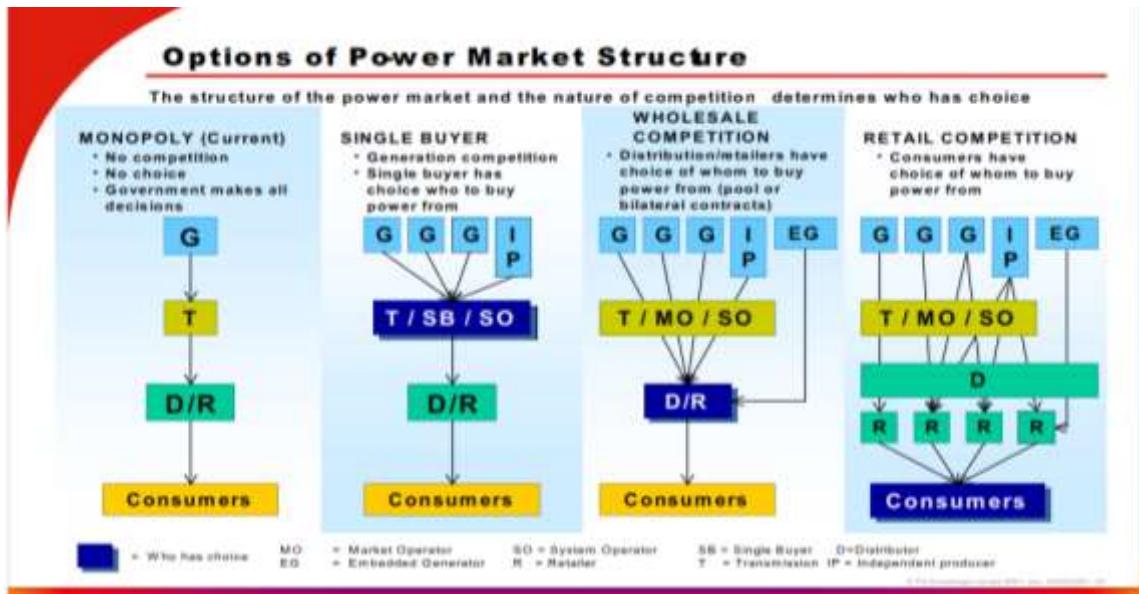 Options of Power Market Structure
The structure of the power market and the nature of competition determines who has choice
MONOPOLY (Current)
• No competition
• No choice
• Government makes all
decisions
G
T
D/R
Consumers
SINGLE BUYER
• Generation competition
• Single buyer has
choice who to buy
power from
G G G I
P
T / SB / SO
D/R
Consumers
WHOLESALE
COMPETITION
• Distribution/retailers have
choice of whom to buy
power from (pool or
bilateral contracts)
G G G I EG
P
T / MO / SO
D/R
Consumers
RETAIL COMPETITION
• Consumers have
choice of whom to buy
power from
G G G I EG
P
T / MO / SO
D
R R R R
Consumers
= Who has choice
MO = Market Operator SO = System Operator SB = Single Buyer D=Distributor
EG = Embedded Generator R = Retailer T = Transmission IP = Independent producer